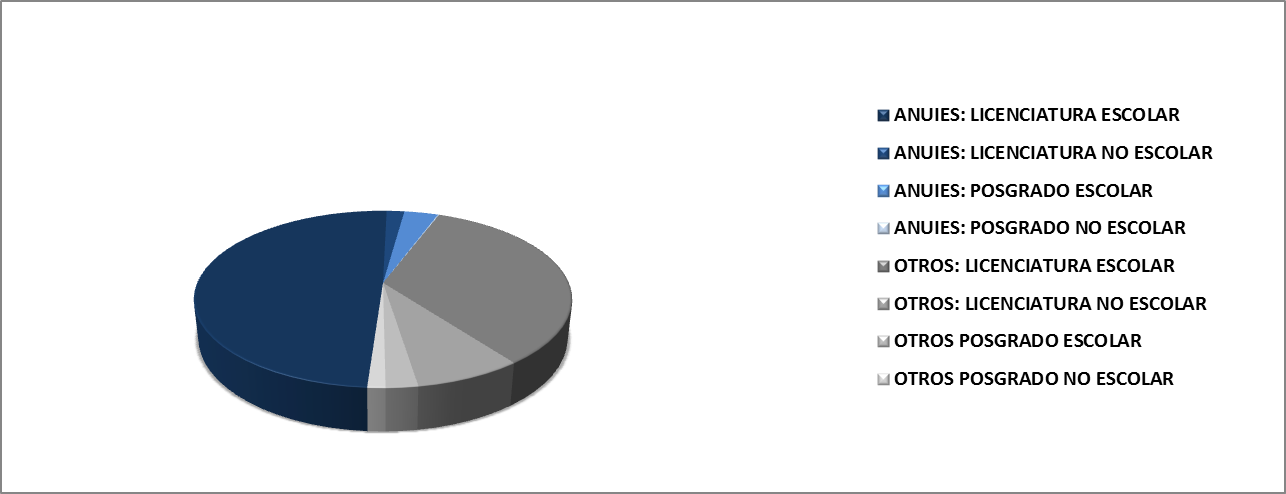 ANUIES: LICENCIATURA ESCOLAR
ANUIES: LICENCIATURA NO ESCOLAR
ANUIES: POSGRADO ESCOLAR
ANUIES: POSGRADO NO ESCOLAR
OTROS: LICENCIATURA ESCOLAR
OTROS: LICENCIATURA NO ESCOLAR
OTROS POSGRADO ESCOLAR
OTROS POSGRADO NO ESCOLAR